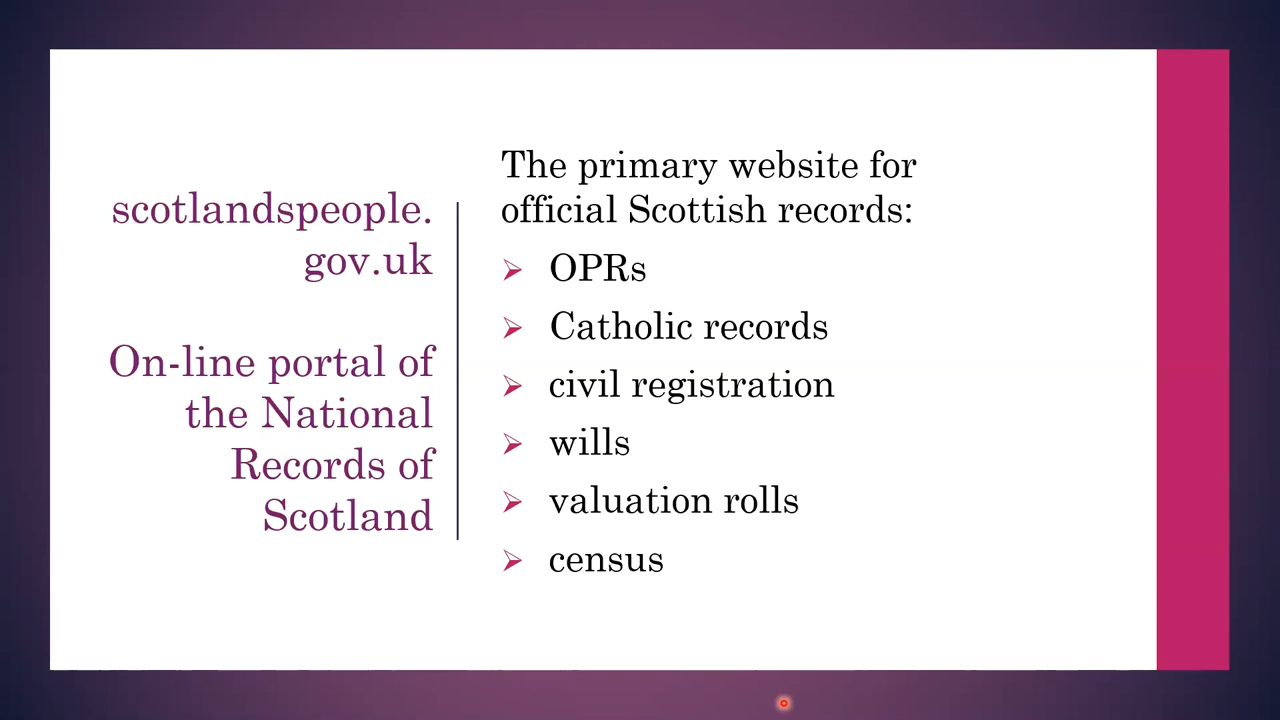 scotlandspeople.
gov.uk
On-line portal of
the National
Records of
Scotland
The primary website for
official Scottish records:
OPRs
Catholic records
civil registration
wills
valuation rolls
census